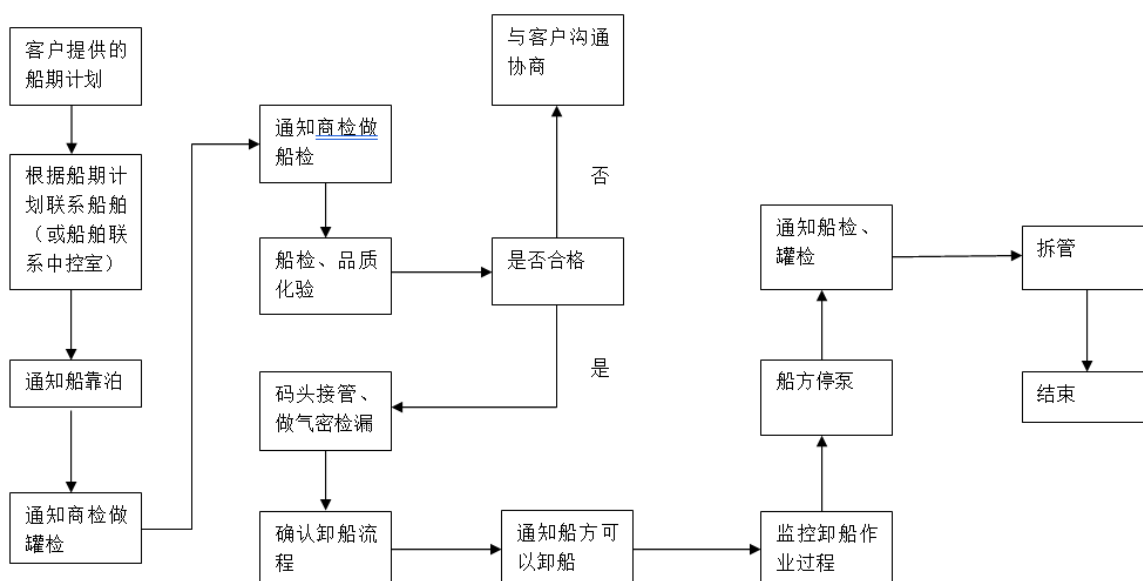 客户提供的
船期计划
根据船期计
划联系船舶
（或船舶联
系中控室）
通知船靠泊
通知商检做
罐检
通知商检做
船检
船检、品质
化验
是否合格
否
与客户沟通
协商
是
码头接管、
做气密检漏
确认卸船流
程
通知船方可
以卸船
监控卸船作
业过程
船方停泵
通知船检、
罐检
拆管
结束